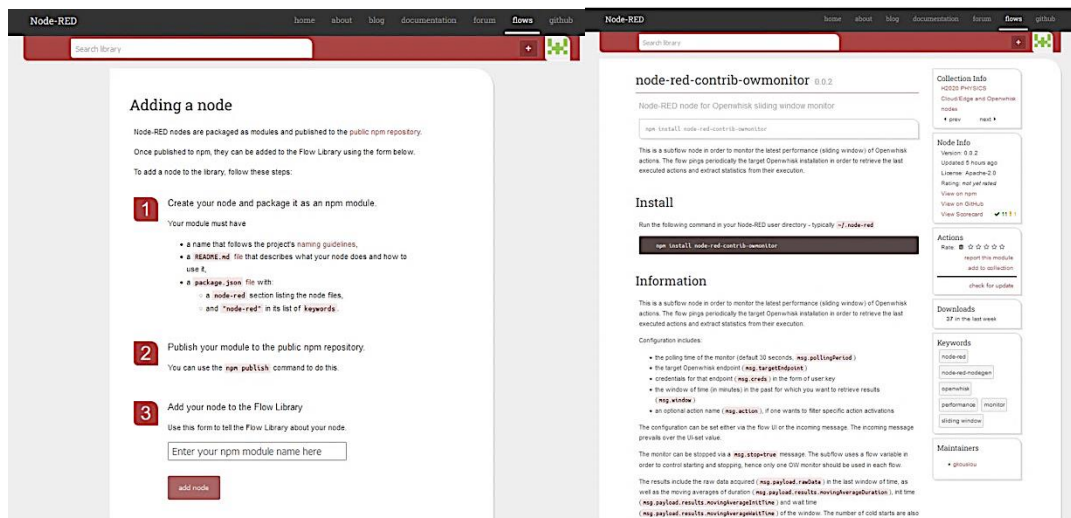 Node-RED
home about blog documentation forum flows github
Search library
+
Adding a node
Node-RED nodes are packaged as modules and published to the public npm repository.
Once published to npm, they can be added to the Flow Library using the form below.
To add a node to the library, follow these steps:
1
Create your node and package it as an npm module.
Your module must have
• a name that follows the project's naming guidelines,
• a README.md file that describes what your node does and how to
use it,
• a package.json file with:
○ a node-red section listing the node files,
○ and "node-red" in its list of keywords.
2
Publish your module to the public npm repository.
You can use the npm publish command to do this.
3
Add your node to the Flow Library
Use this form to tell the Flow Library about your node.
Enter your npm module name here
add node
Node-RED
home about blog documentation forum flows github
Search library
+
node-red-contrib-owmonitor 0.0.2
Node-RED node for Openwhisk sliding window monitor
npm install node-red-contrib-owmonitor
This is a subflow node in order to monitor the latest performance (sliding window) of Openwhisk
actions. The flow pings periodically the target Openwhisk installation in order to retrieve the last
executed actions and extract statistics from their execution.
Install
Run the following command in your Node-RED user directory - typically ~/.node-red
npm install node-red-contrib-owmonitor
Information
This is a subflow node in order to monitor the latest performance (sliding window) of Openwhisk
actions. The flow pings periodically the target Openwhisk installation in order to retrieve the last
executed actions and extract statistics from their execution.
Configuration includes:
• the polling time of the monitor (default 30 seconds, msg.pollingPeriod)
• the target Openwhisk endpoint (msg.targetEndpoint)
• credentials for that endpoint (msg.creds) in the form of user key
• the window of time (in minutes) in the past for which you want to retrieve results
(msg.window)
• an optional action name (msg.action), if one wants to filter specific action activations
The configuration can be set either via the flow UI or the incoming message. The incoming message
prevails over the UI-set value.
The monitor can be stopped via a msg.stop=true message. The subflow uses a flow variable in
order to control starting and stopping, hence only one OW monitor should be used in each flow.
The results include the raw data acquired (msg.payload.rawData) in the last window of time, as
well as the moving averages of duration (msg.payload.results.movingAverageDuration), init time
(msg.payload.results.movingAverageInitTime) and wait time
(msg.payload.results.movingAverageWaitTime) of the window. The number of cold starts are also
Collection Info
H2020 PHYSICS
Cloud/Edge and Openwhisk
nodes
prev next
Node Info
Version: 0.0.2
Updated 5 hours ago
License: Apache-2.0
Rating: not yet rated
View on npm
View on GitHub
View Scorecard ✔ 11 ! 1
Actions
Rate: ☆ ☆ ☆ ☆ ☆
report this module
add to collection
check for update
Downloads
37 in the last week
Keywords
node-red
node-red-nodegen
openwhisk
performance monitor
sliding window
Maintainers
• gkousiou